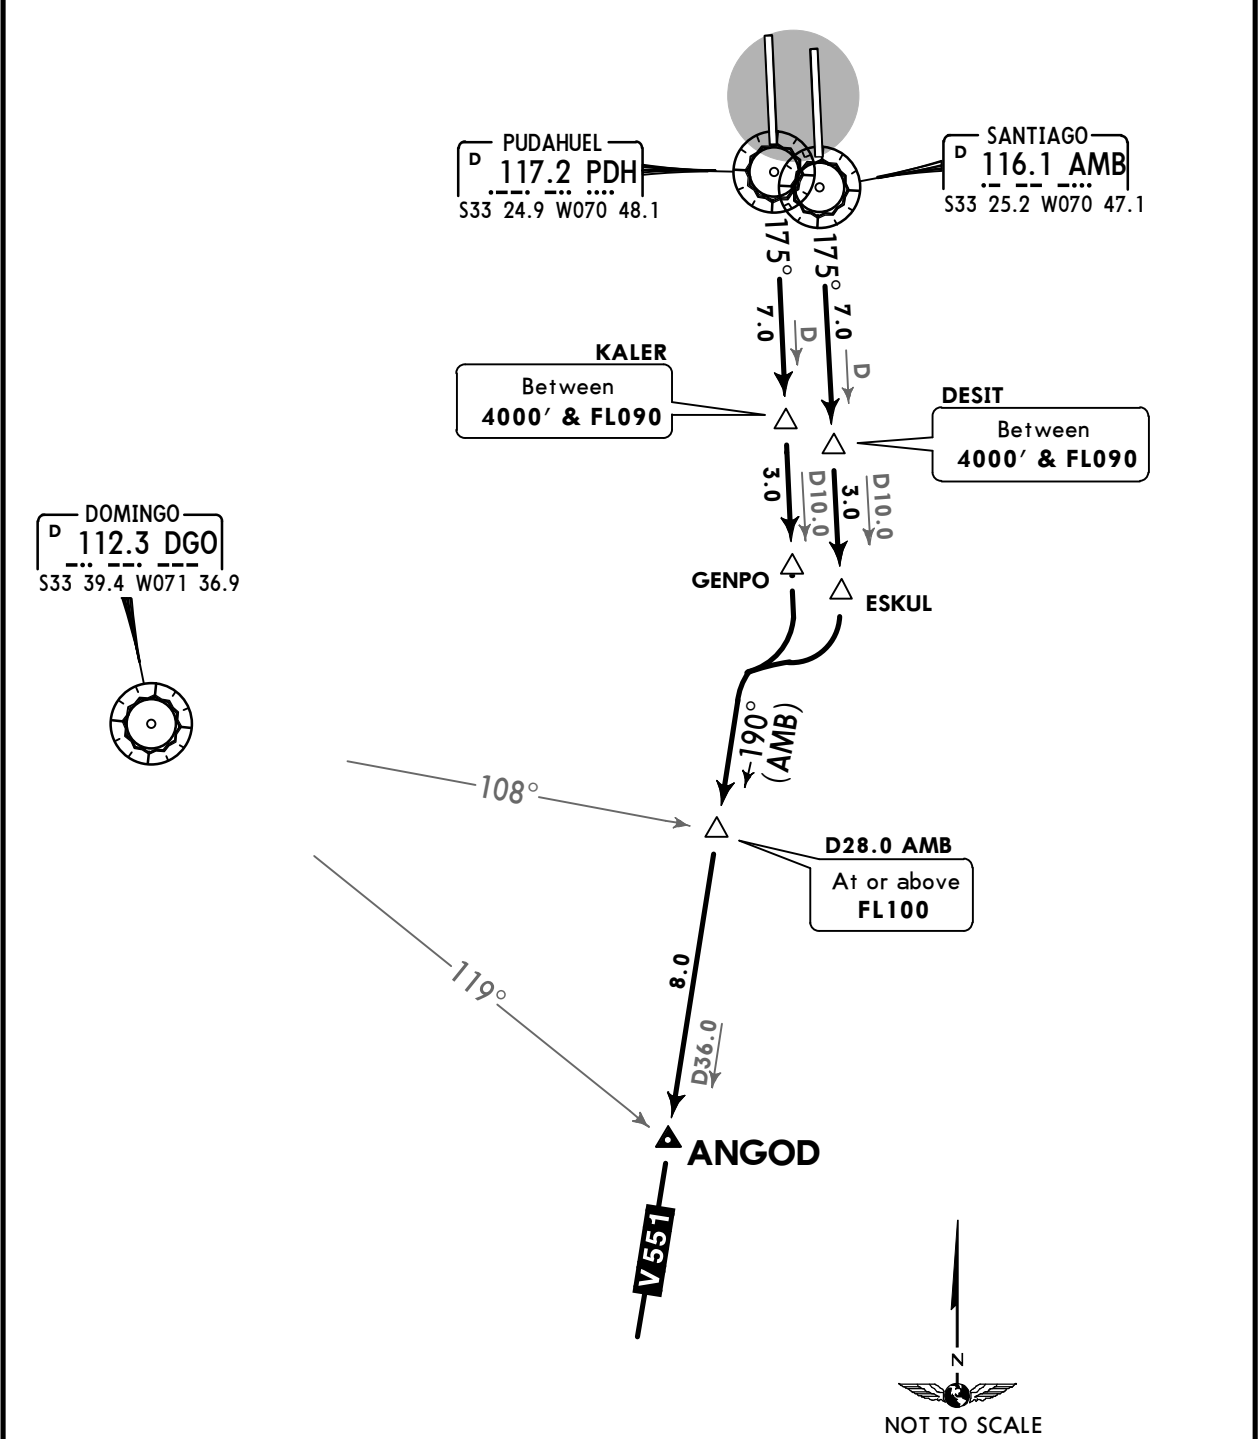 PUDAHUEL
D 117.2 PDH
S33 24.9 W070 48.1
SANTIAGO
D 116.1 AMB
S33 25.2 W070 47.1
175°
175°
7.0
D
7.0
D
KALER
Between
4000′ & FL090
DESIT
Between
4000′ & FL090
3.0
D10.0
3.0
D10.0
DOMINGO
D 112.3 DGO
S33 39.4 W071 36.9
GENPO
ESKUL
190°
(AMB)
108°
D28.0 AMB
At or above
FL100
119°
8.0
D36.0
ANGOD
V 551
N
NOT TO SCALE